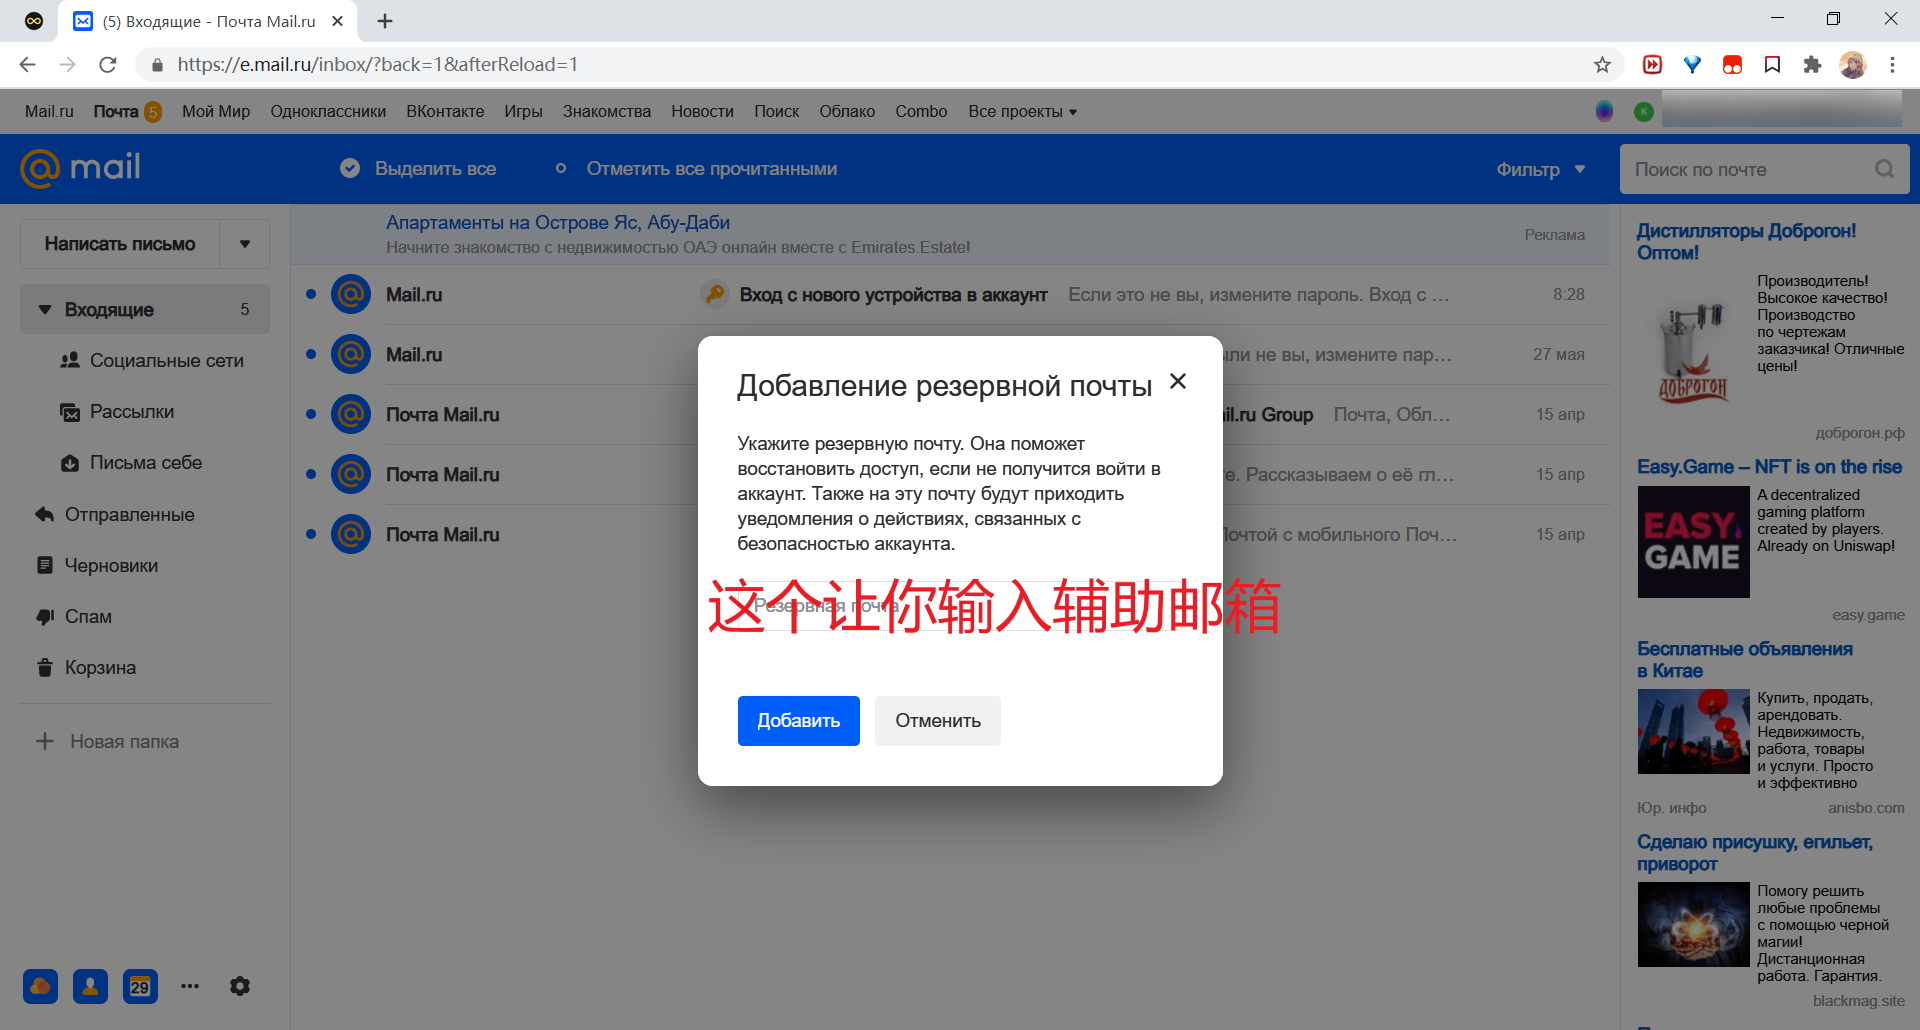 (5) Входящие - Почта Mail.ru
https://e.mail.ru/inbox/?back=1&afterReload=1
Mail.ru Почта 5 Мой Мир Одноклассники ВКонтакте Игры Знакомства Новости Поиск Облако Combo Все проекты
K
mail
Выделить все
Отметить все прочитанными
Фильтр
Поиск по почте
Написать письмо
Входящие 5
Социальные сети
Рассылки
Письма себе
Отправленные
Черновики
Спам
Корзина
Новая папка
29
Апартаменты на Острове Яс, Абу-Даби
Начните знакомство с недвижимостью ОАЭ онлайн вместе с Emirates.Estate!
Реклама
Mail.ru Вход с нового устройства в аккаунт Если это не вы, измените пароль. Вход с ... 8:28
Mail.ru ли не вы, измените пар... 27 мая
Почта Mail.ru il.ru Group Почта, Обл... 15 апр
Почта Mail.ru е. Рассказываем о её гл... 15 апр
Почта Mail.ru Почтой с мобильного Поч... 15 апр
Добавление резервной почты
Укажите резервную почту. Она поможет
восстановить доступ, если не получится войти в
аккаунт. Также на эту почту будут приходить
уведомления о действиях, связанных с
безопасностью аккаунта.
Резервная почта
这个让你输入辅助邮箱
Добавить
Отменить
Дистилляторы Доброгон!
Оптом!
Производитель!
Высокое качество!
Производство
по чертежам
заказчика! Отличные
цены!
ДОБРОГОН
доброгон.рф
Easy.Game – NFT is on the rise
EASY
GAME
A decentralized
gaming platform
created by players.
Already on Uniswap!
easy.game
Бесплатные объявления
в Китае
Купить, продать,
арендовать.
Недвижимость,
работа, товары
и услуги. Просто
и эффективно
Юр. инфо
anisbo.com
Сделаю присушку, егильет,
приворот
Помогу решить
любые проблемы
с помощью черной
магии!
Дистанционная
работа. Гарантия.
blackmag.site